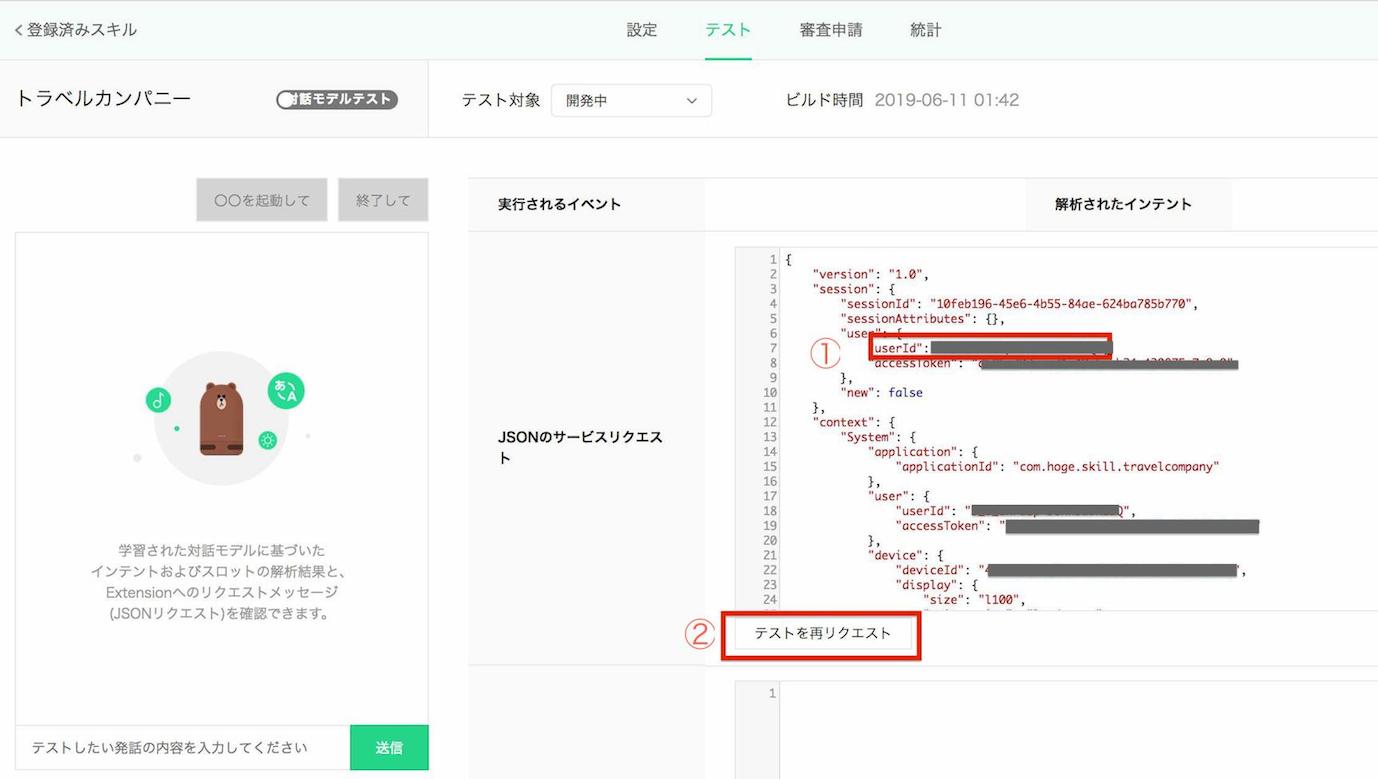 < 登録済みスキル
設定 テスト 審査申請 統計
トラベルカンパニー
対話モデルテスト
テスト対象 開発中
ビルド時間 2019-06-11 01:42
〇〇を起動して 終了して
学習された対話モデルに基づいた
インテントおよびスロットの解析結果と、
Extensionへのリクエストメッセージ
(JSONリクエスト)を確認できます。
テストしたい発話の内容を入力してください 送信
実行されるイベント 解析されたインテント
JSONのサービスリクエス
ト
1 {
2 "version": "1.0",
3 "session": {
4 "sessionId": "10feb196-45e6-4b55-84ae-624ba785b770",
5 "sessionAttributes": {},
6 "user": {
① 7 userId":
8 accessToken": "
9 },
10 "new": false
11 },
12 "context": {
13 "System": {
14 "application": {
15 "applicationId": "com.hoge.skill.travelcompany"
16 },
17 "user": {
18 "userId": "
19 "accessToken": "
20 },
21 "device": {
22 "deviceId": "
23 "display": {
24 "size": "l100",
② テストを再リクエスト
1